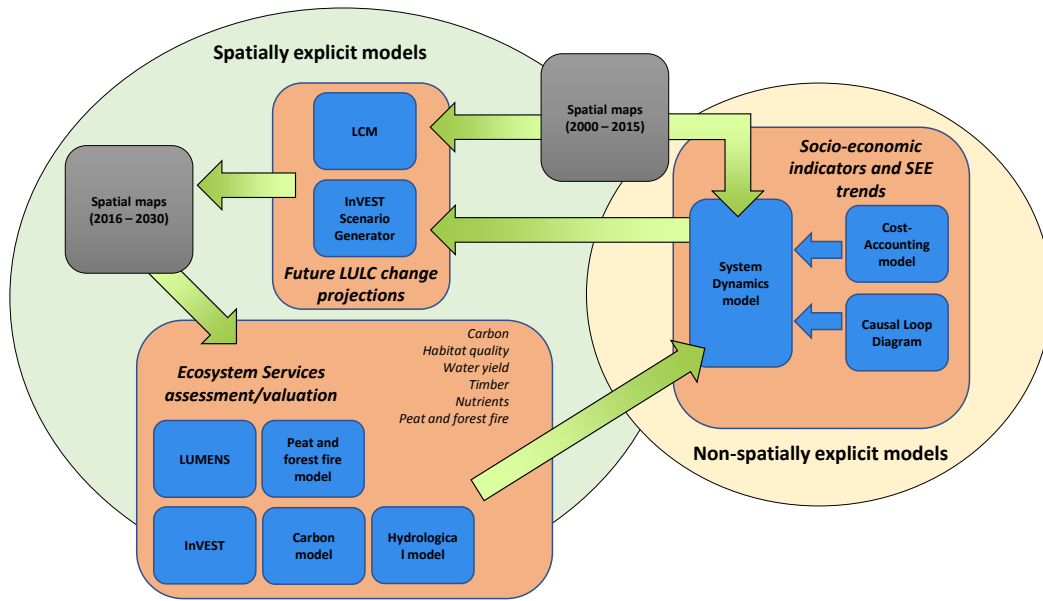 Spatially explicit models
Spatial maps
(2000 – 2015)
LCM
Socio-economic
indicators and SEE
trends
Spatial maps
(2016 – 2030)
InVEST
Scenario
Generator
Future LULC change
projections
System
Dynamics
model
Cost-
Accounting
model
Causal Loop
Diagram
Carbon
Habitat quality
Water yield
Timber
Nutrients
Peat and forest fire
Ecosystem Services
assessment/valuation
LUMENS
Peat and
forest fire
model
InVEST
Carbon
model
Hydrologica
l model
Non-spatially explicit models